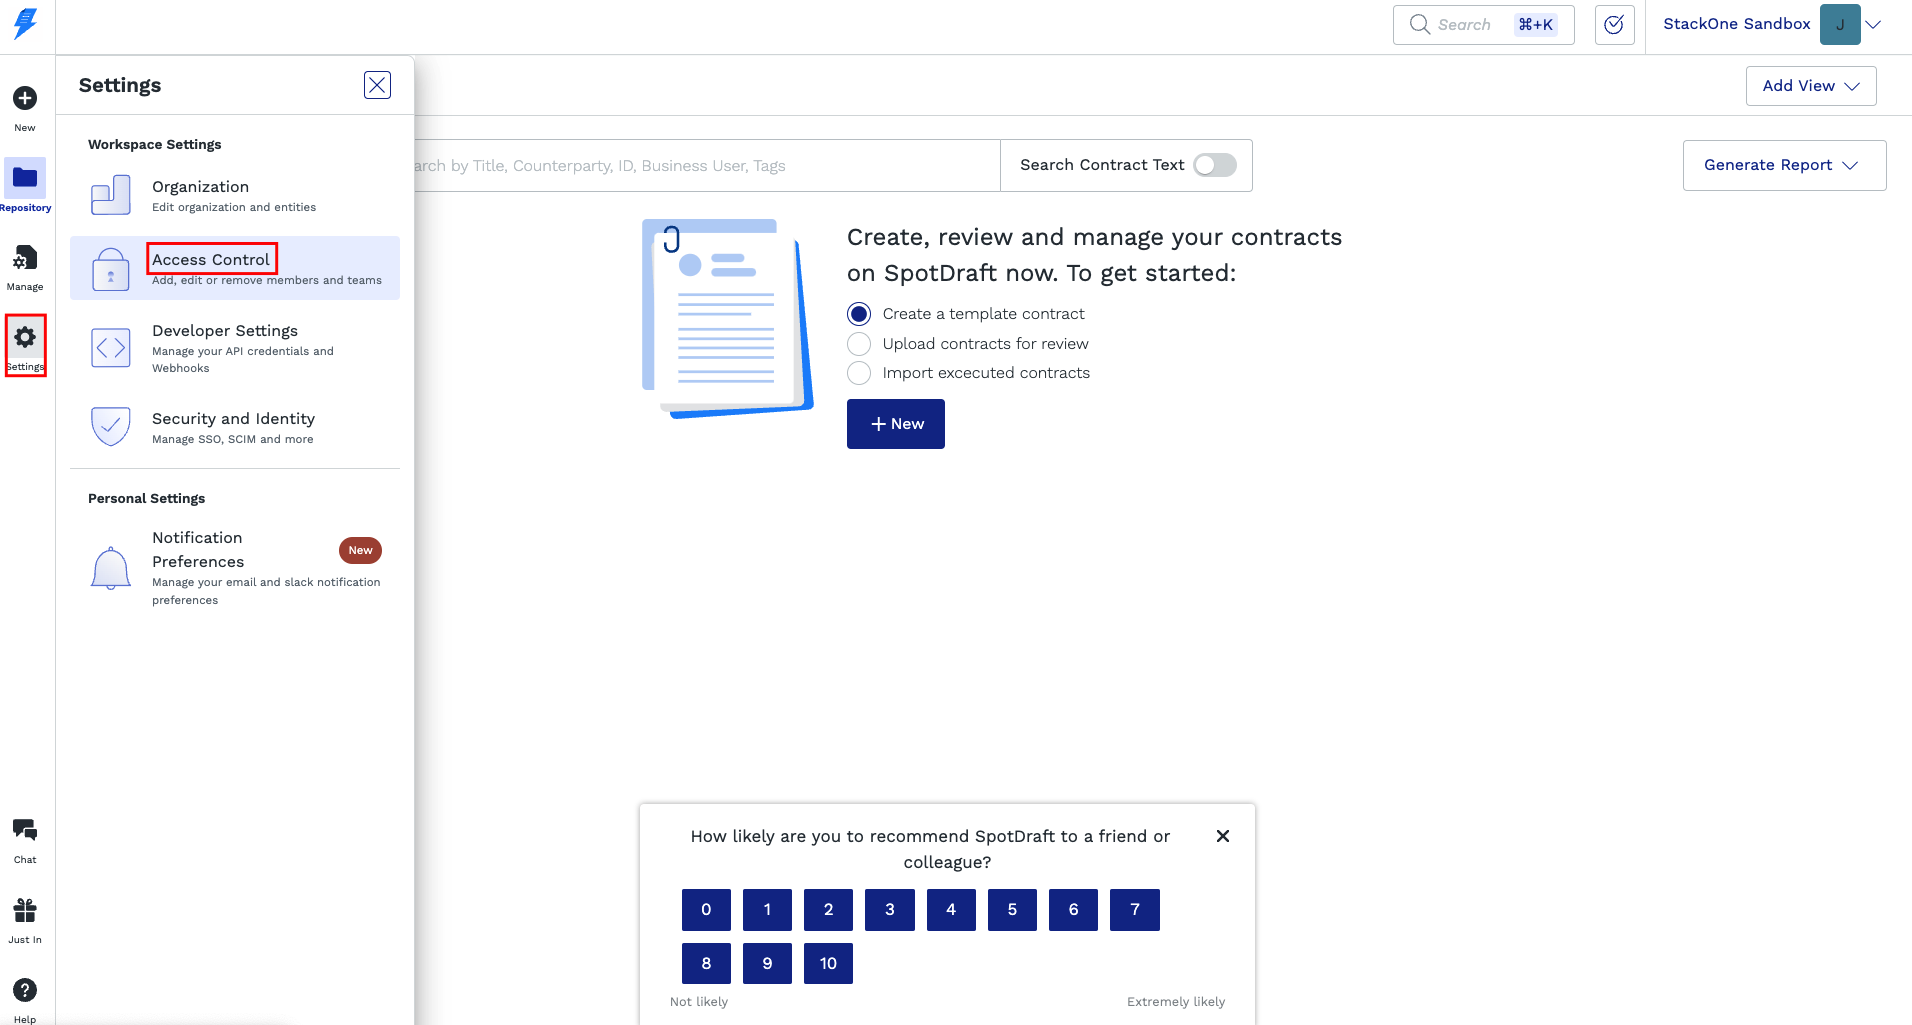 Search ⌘+K
StackOne Sandbox J
Settings
Add View
New
Repository
Manage
Settings
Workspace Settings
Organization
Edit organization and entities
Access Control
Add, edit or remove members and teams
Developer Settings
Manage your API credentials and
Webhooks
Security and Identity
Manage SSO, SCIM and more
Personal Settings
Notification
Preferences
New
Manage your email and slack notification
preferences
Chat
Just In
Help
arch by Title, Counterparty, ID, Business User, Tags
Search Contract Text
Generate Report
Create, review and manage your contracts
on SpotDraft now. To get started:
Create a template contract
Upload contracts for review
Import excecuted contracts
+ New
How likely are you to recommend SpotDraft to a friend or
colleague?
0 1 2 3 4 5 6 7
8 9 10
Not likely Extremely likely